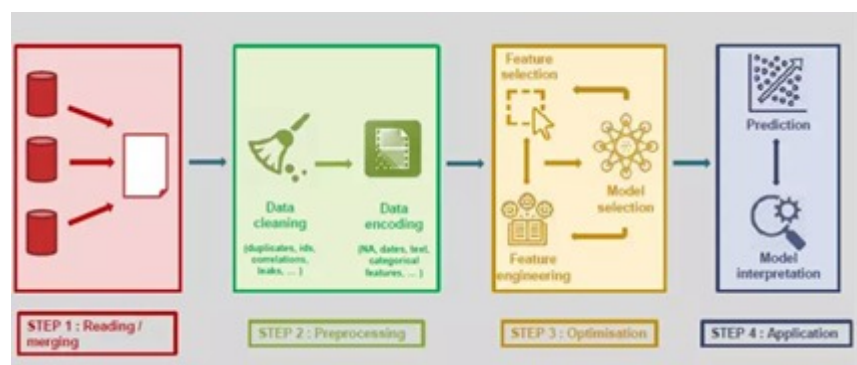 Feature
selection
Prediction
Data
cleaning
(duplicates, ids,
correlations,
leaks, ... )
Data
encoding
(NA, dates, text,
categorical
features, ... )
Model
selection
Feature
engineering
Model
interpretation
STEP 1 : Reading /
merging
STEP 2 : Preprocessing
STEP 3 : Optimisation
STEP 4 : Application